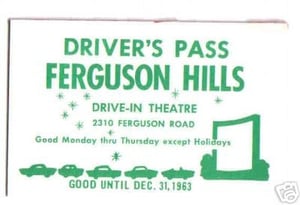 DRIVER'S PASS
FERGUSON HILLS
DRIVE-IN THEATRE
2310 FERGUSON ROAD
Good Monday thru Thursday except Holidays
GOOD UNTIL DEC. 31, 1963